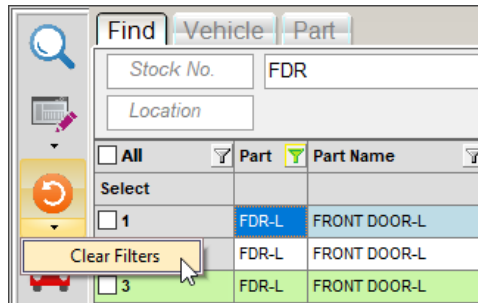 Find Vehicle Part
Stock No. FDR
Location
All Part Part Name
Select
1 FDR-L FRONT DOOR-L
Clear Filters FDR-L FRONT DOOR-L
3 FDR-L FRONT DOOR-L